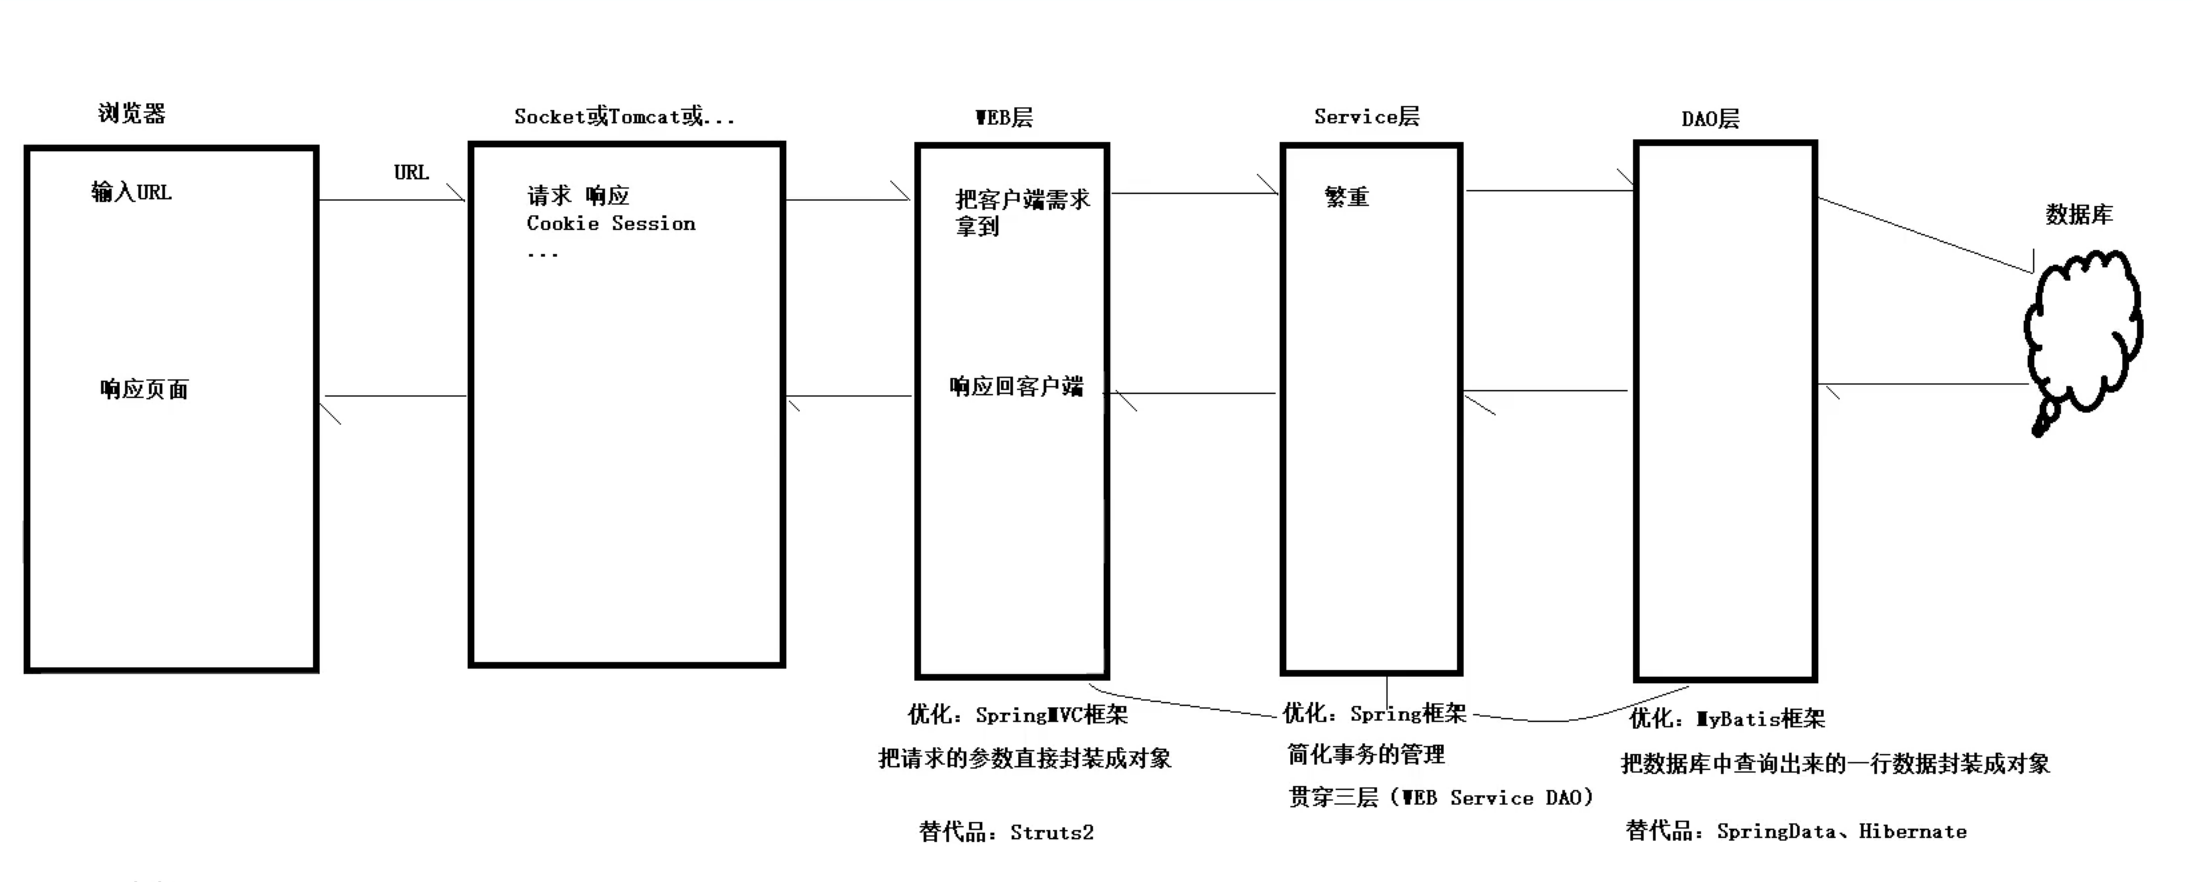 浏览器
Socket或Tomcat或...
WEB层
Service层
DAO层
输入URL
URL
请求 响应
Cookie Session
...
把客户端需求
拿到
繁重
数据库
响应页面
响应回客户端
优化：SpringMVC框架
把请求的参数直接封装成对象
替代品：Struts2
优化：Spring框架
简化事务的管理
贯穿三层（WEB Service DAO）
优化：MyBatis框架
把数据库中查询出来的一行数据封装成对象
替代品：SpringData、Hibernate